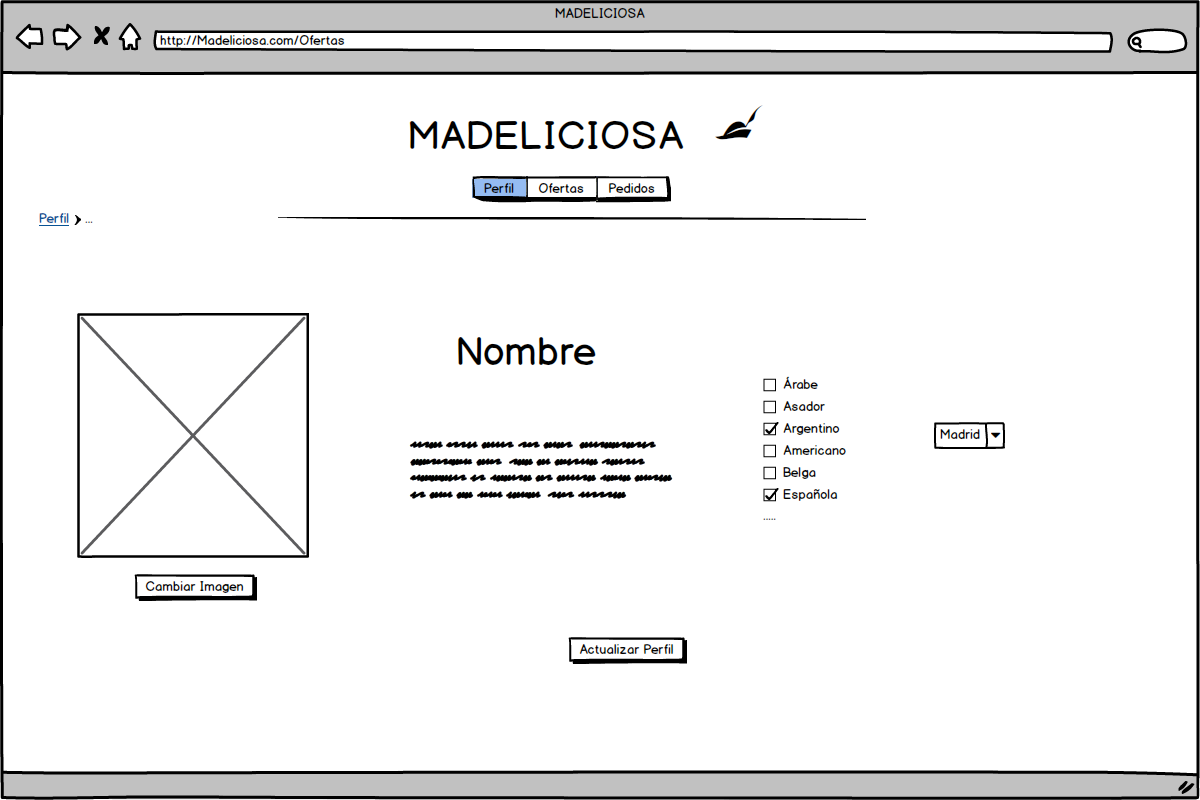 MADELICIOSA
http://Madeliciosa.com/Ofertas
MADELICIOSA
Perfil Ofertas Pedidos
Perfil ...
Nombre
Árabe
Asador
Argentino
Americano
Belga
Española
.....
Madrid
Cambiar Imagen
Actualizar Perfil